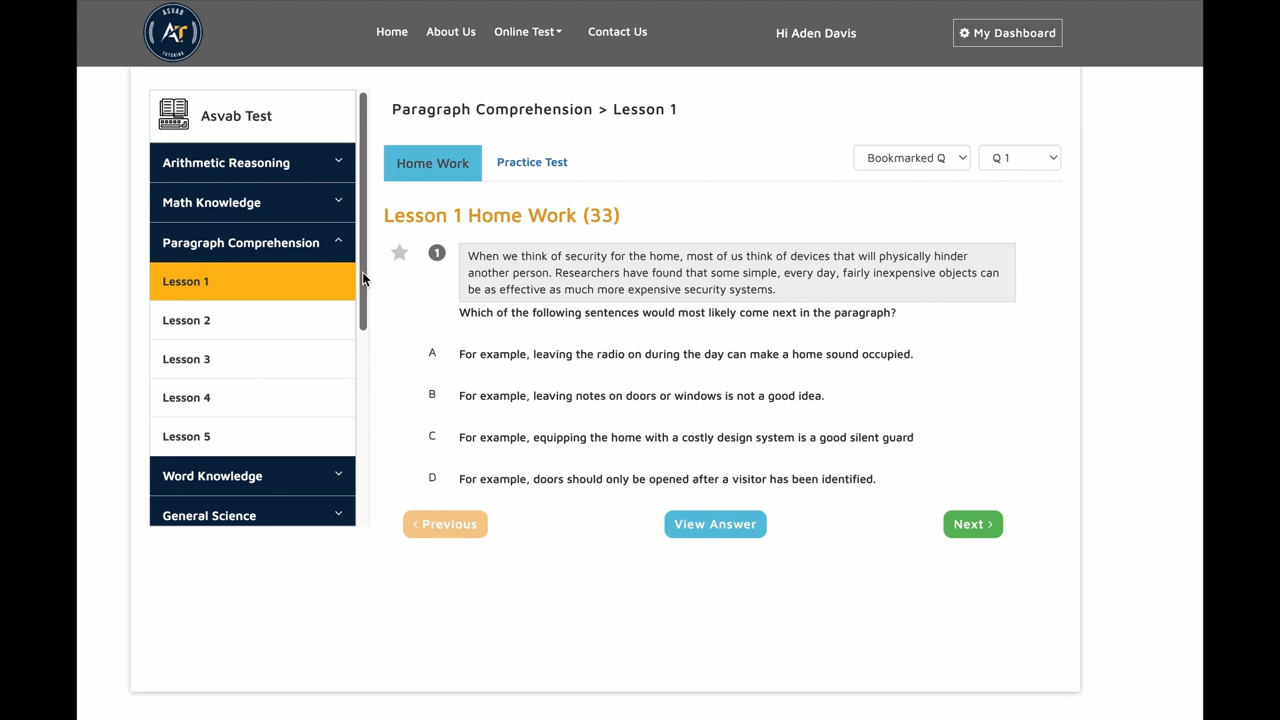 ASVAB
AT
TUTORING
Home
About Us
Online Test
Contact Us
Hi Aden Davis
My Dashboard
Asvab Test
Arithmetic Reasoning
Math Knowledge
Paragraph Comprehension
Lesson 1
Lesson 2
Lesson 3
Lesson 4
Lesson 5
Word Knowledge
General Science
Paragraph Comprehension > Lesson 1
Home Work
Practice Test
Bookmarked Q
Q 1
Lesson 1 Home Work (33)
1
When we think of security for the home, most of us think of devices that will physically hinder
another person. Researchers have found that some simple, every day, fairly inexpensive objects can
be as effective as much more expensive security systems.
Which of the following sentences would most likely come next in the paragraph?
A For example, leaving the radio on during the day can make a home sound occupied.
B For example, leaving notes on doors or windows is not a good idea.
C For example, equipping the home with a costly design system is a good silent guard
D For example, doors should only be opened after a visitor has been identified.
‹ Previous
View Answer
Next ›